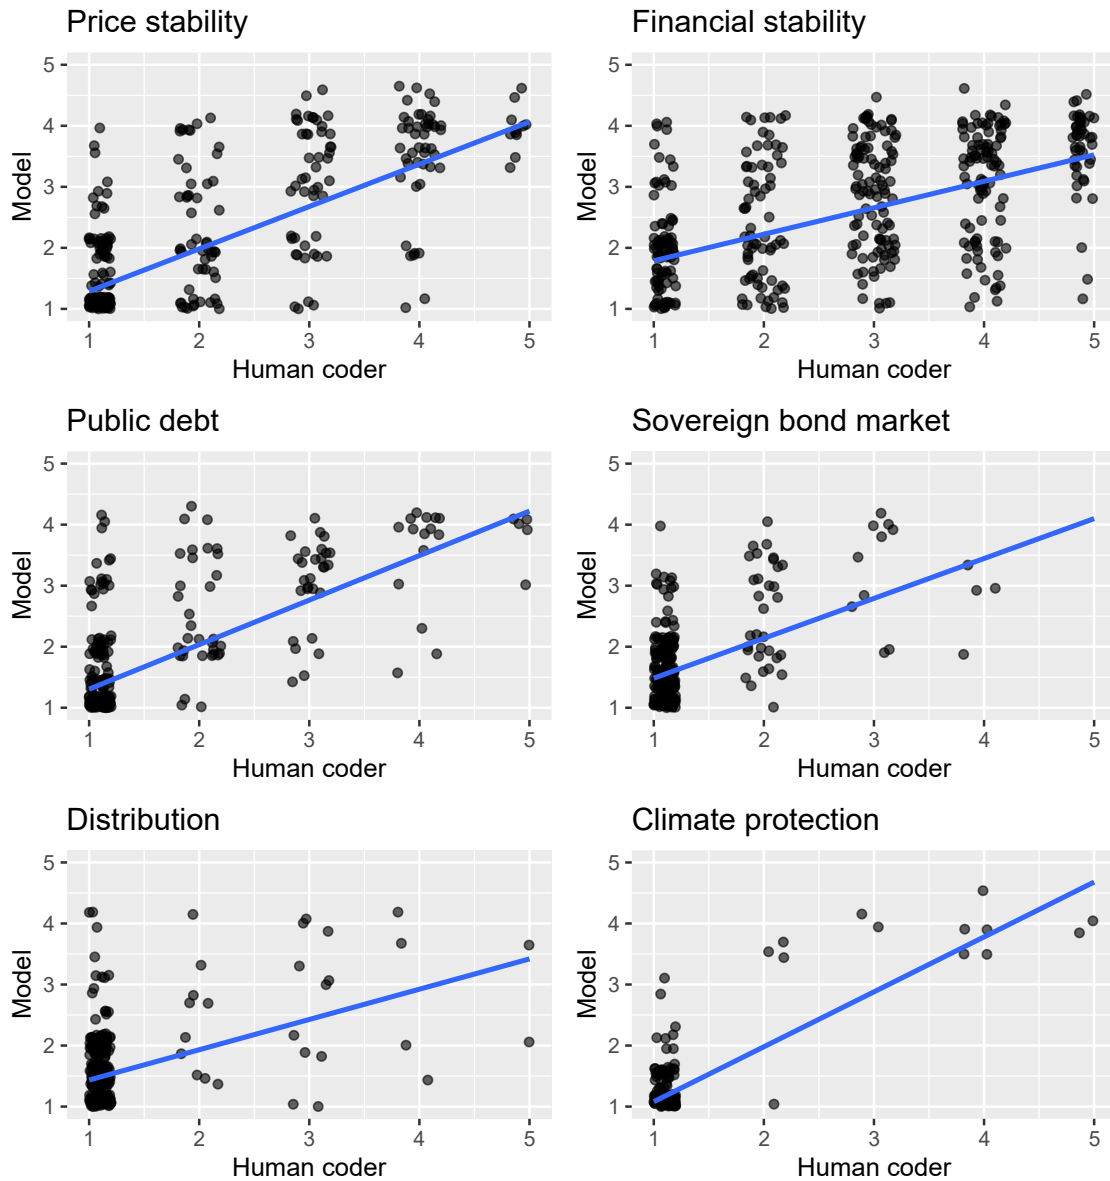 Price stability
Financial stability
5
4
3
2
1
Model
1 2 3 4 5
Human coder
5
4
3
2
1
Model
1 2 3 4 5
Human coder
Public debt
Sovereign bond market
5
4
3
2
1
Model
1 2 3 4 5
Human coder
5
4
3
2
1
Model
1 2 3 4 5
Human coder
Distribution
Climate protection
5
4
3
2
1
Model
1 2 3 4 5
Human coder
5
4
3
2
1
Model
1 2 3 4 5
Human coder